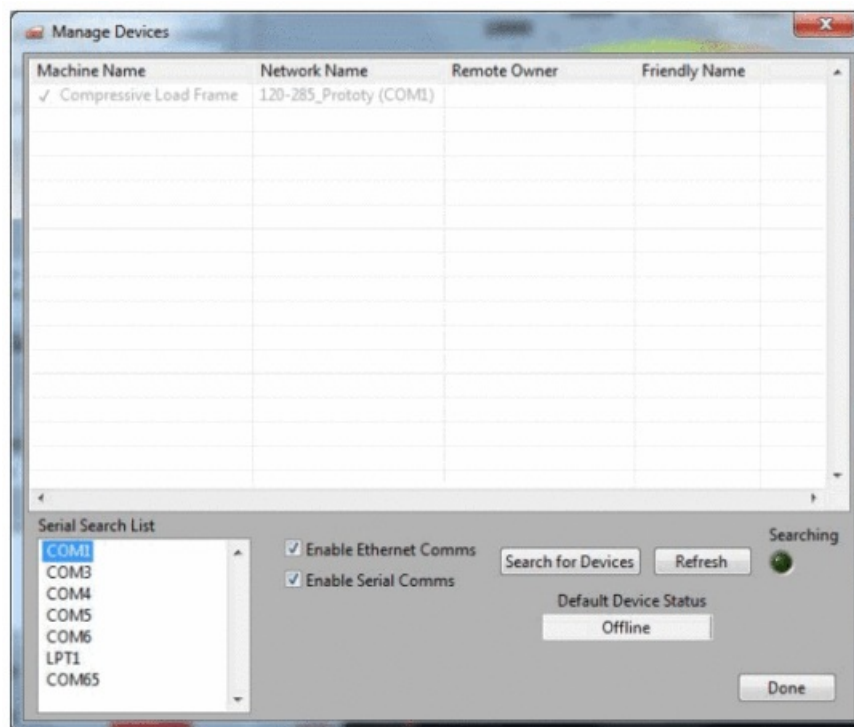 Manage Devices
Machine Name Network Name Remote Owner Friendly Name
✓ Compressive Load Frame 120-285_Prototy (COM1)
Serial Search List
COM1
COM3
COM4
COM5
COM6
LPT1
COM65
Enable Ethernet Comms
Enable Serial Comms
Search for Devices
Refresh
Searching
Default Device Status
Offline
Done